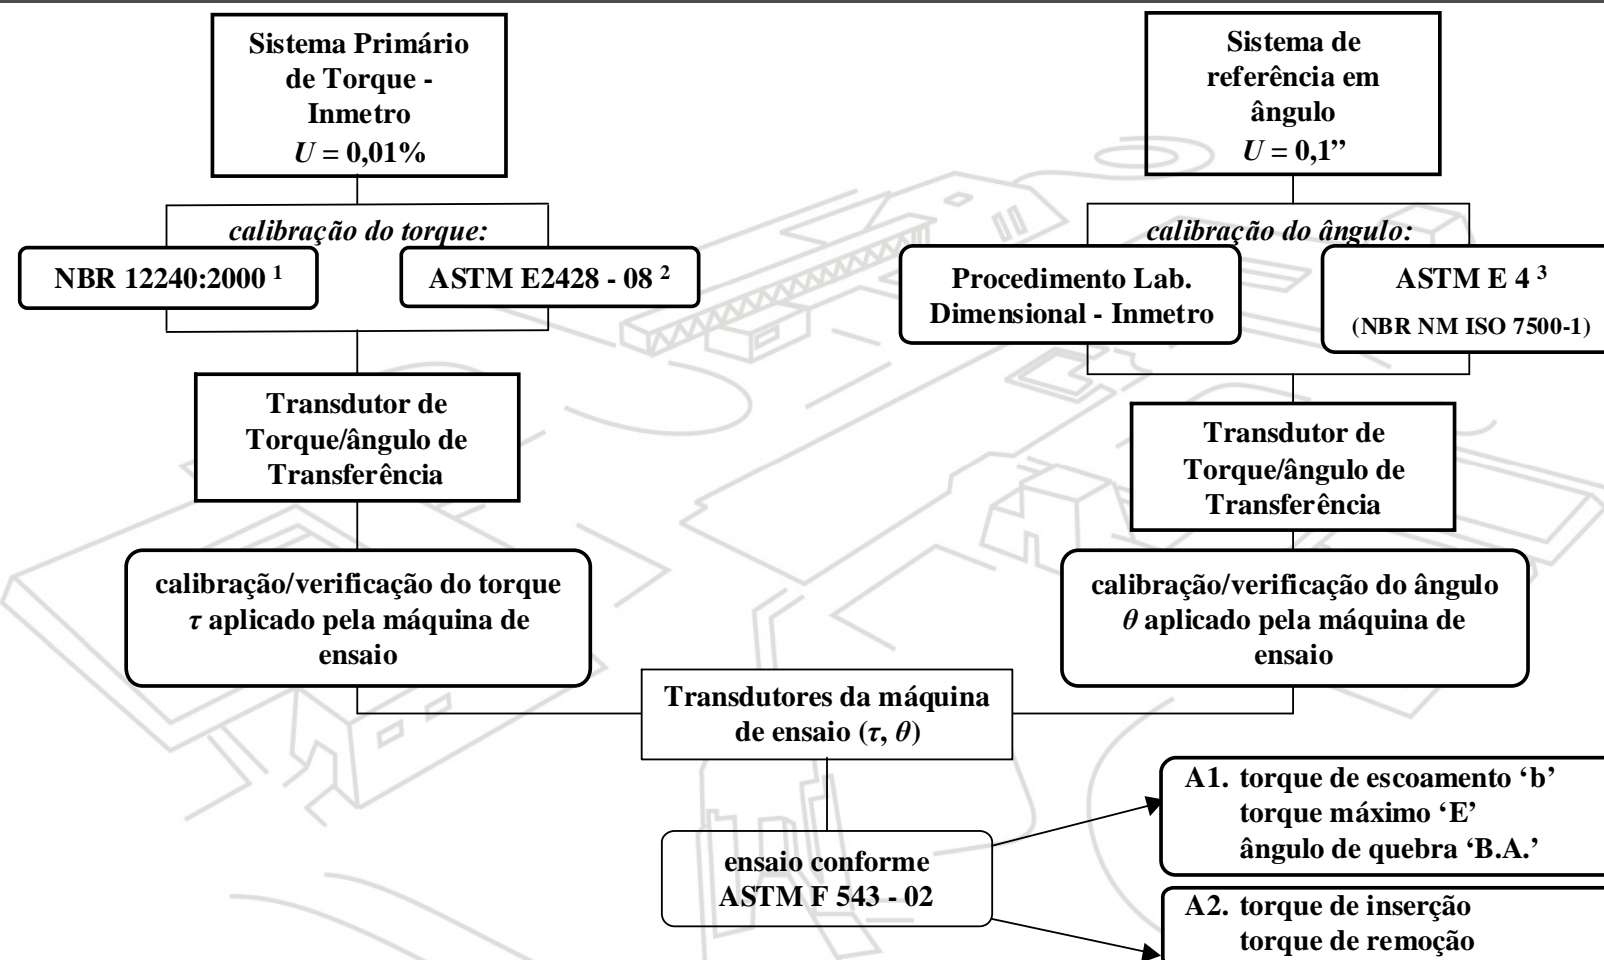 Sistema Primário
de Torque -
Inmetro
U = 0,01%
Sistema de
referência em
ângulo
U = 0,1”
calibração do torque:
calibração do ângulo:
NBR 12240:2000 ¹
ASTM E2428 - 08 ²
Procedimento Lab.
Dimensional - Inmetro
ASTM E 4 ³
(NBR NM ISO 7500-1)
Transdutor de
Torque/ângulo de
Transferência
Transdutor de
Torque/ângulo de
Transferência
calibração/verificação do torque
τ aplicado pela máquina de
ensaio
calibração/verificação do ângulo
θ aplicado pela máquina de
ensaio
Transdutores da máquina
de ensaio (τ, θ)
ensaio conforme
ASTM F 543 - 02
A1. torque de escoamento ‘b’
torque máximo ‘E’
ângulo de quebra ‘B.A.’
A2. torque de inserção
torque de remoção